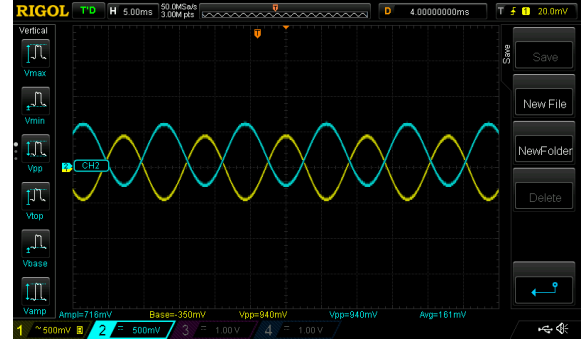 RIGOL T'D H 5.00ms 50.0MSa/s 3.00M pts D 4.00000000ms T 1 20.0mV
Vertical
Vmax
Vmin
Vpp
Vtop
Vbase
Vamp
T
CH2
2
Save
Save
New File
NewFolder
Delete
Ampl=716mV Base=-350mV Vpp=940mV Vpp=940mV Avg=161mV
1 ~500mV B 2 = 500mV 3 = 1.00 V 4 = 1.00 V